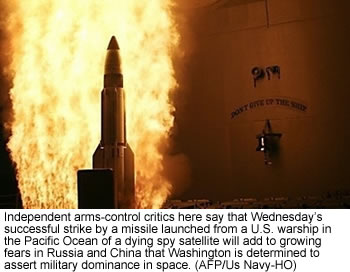 DON'T GIVE UP THE SHIP
Independent arms-control critics here say that Wednesday's
successful strike by a missile launched from a U.S. warship in
the Pacific Ocean of a dying spy satellite will add to growing
fears in Russia and China that Washington is determined to
assert military dominance in space. (AFP/Us Navy-HO)